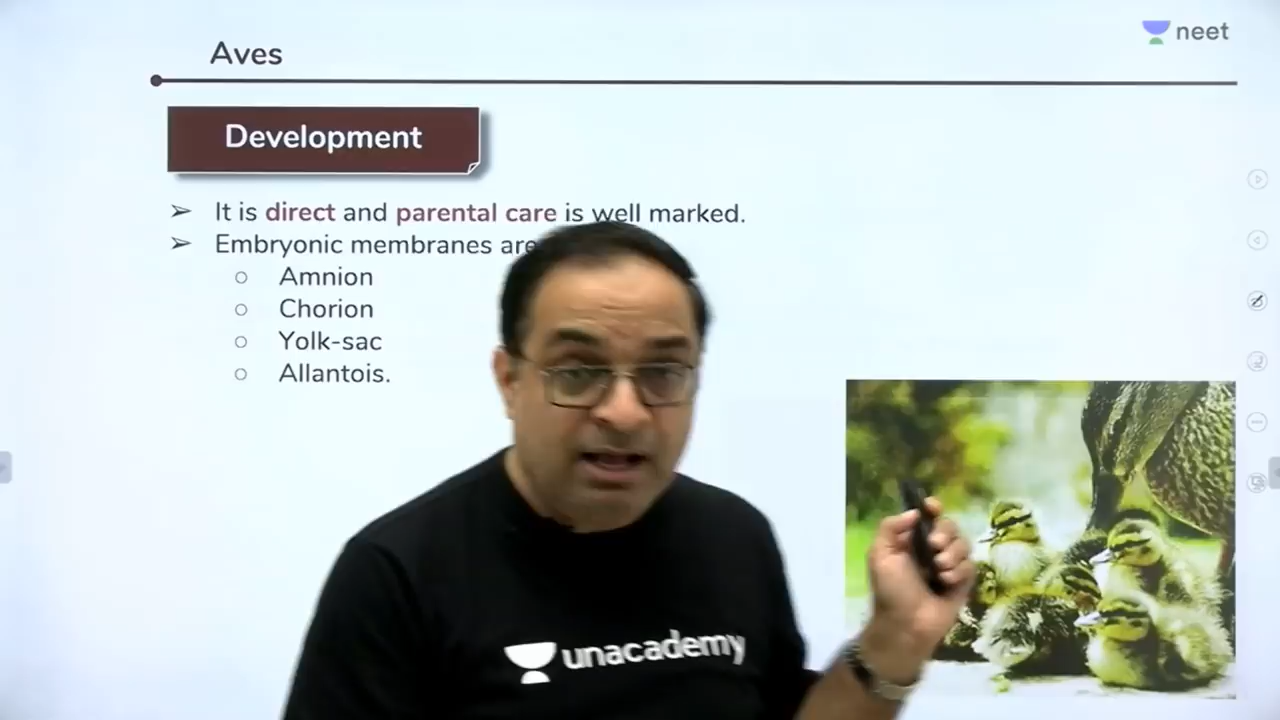 neet
Aves
Development
➢ It is direct and parental care is well marked.
➢ Embryonic membranes are
○ Amnion
○ Chorion
○ Yolk-sac
○ Allantois.
unacademy